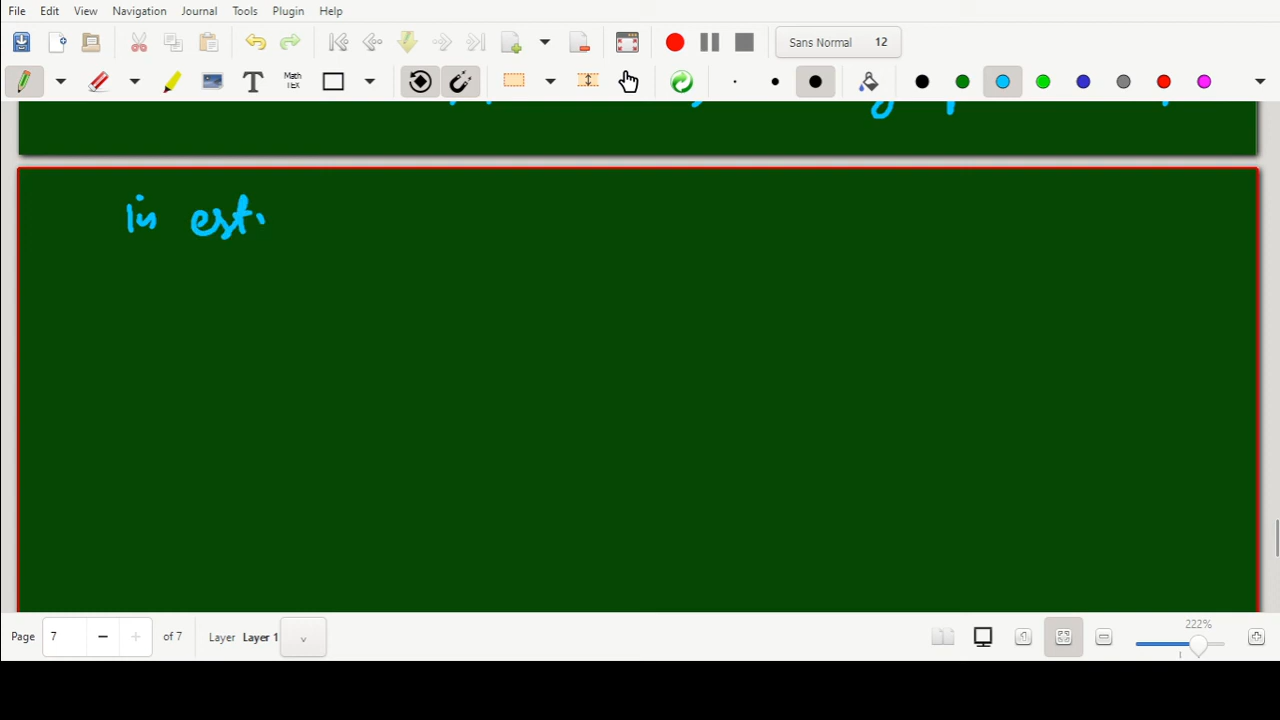 File Edit View Navigation Journal Tools Plugin Help
Sans Normal 12
Math TEX
in est
Page 7 of 7 Layer Layer 1 222%